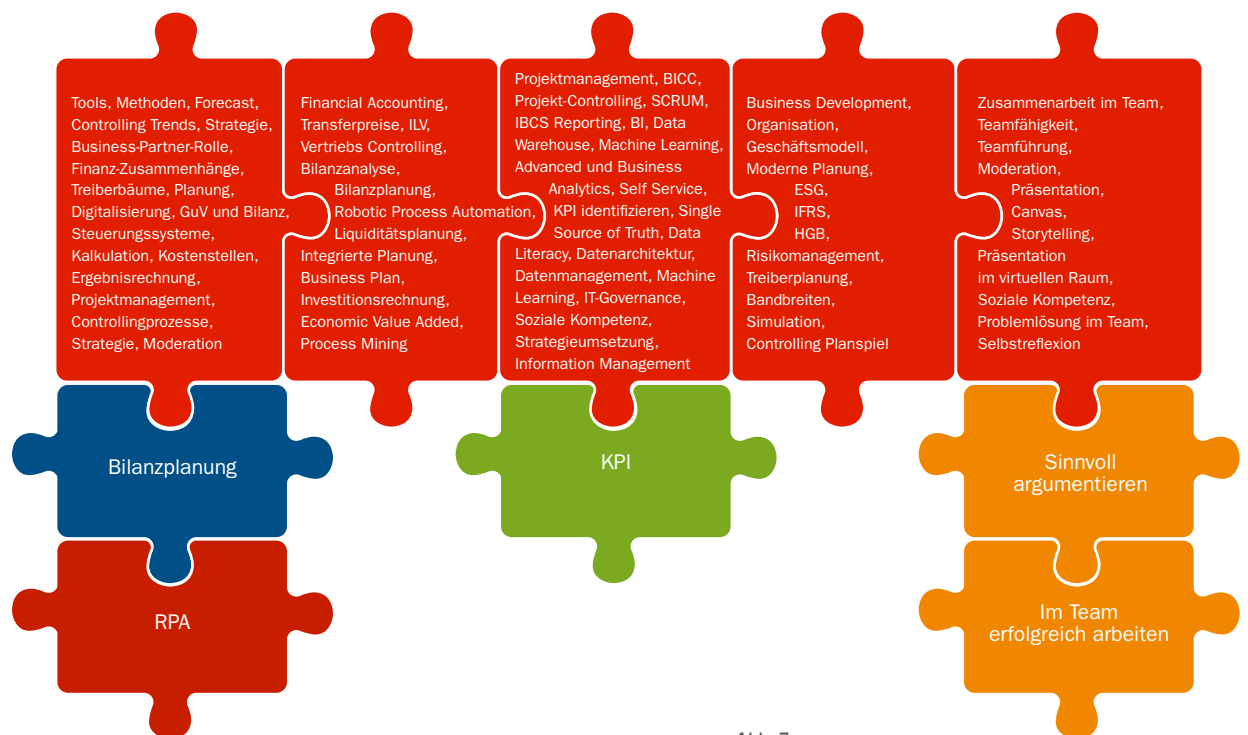 Tools, Methoden, Forecast,
Controlling Trends, Strategie,
Business-Partner-Rolle,
Finanz-Zusammenhänge,
Treiberbäume, Planung,
Digitalisierung, GuV und Bilanz,
Steuerungssysteme,
Kalkulation, Kostenstellen,
Ergebnisrechnung,
Projektmanagement,
Controllingprozesse,
Strategie, Moderation
Financial Accounting,
Transferpreise, ILV,
Vertriebs Controlling,
Bilanzanalyse,
Bilanzplanung,
Robotic Process Automation,
Liquiditätsplanung,
Integrierte Planung,
Business Plan,
Investitionsrechnung,
Economic Value Added,
Process Mining
Projektmanagement, BICC,
Projekt-Controlling, SCRUM,
IBCS Reporting, BI, Data
Warehouse, Machine Learning,
Advanced und Business
Analytics, Self Service,
KPI identifizieren, Single
Source of Truth, Data
Literacy, Datenarchitektur,
Datenmanagement, Machine
Learning, IT-Governance,
Soziale Kompetenz,
Strategieumsetzung,
Information Management
Business Development,
Organisation,
Geschäftsmodell,
Moderne Planung,
ESG,
IFRS,
HGB,
Risikomanagement,
Treiberplanung,
Bandbreiten,
Simulation,
Controlling Planspiel
Zusammenarbeit im Team,
Teamfähigkeit,
Teamführung,
Moderation,
Präsentation,
Canvas,
Storytelling,
Präsentation
im virtuellen Raum,
Soziale Kompetenz,
Problemlösung im Team,
Selbstreflexion
Bilanzplanung
KPI
Sinnvoll
argumentieren
RPA
Im Team
erfolgreich arbeiten